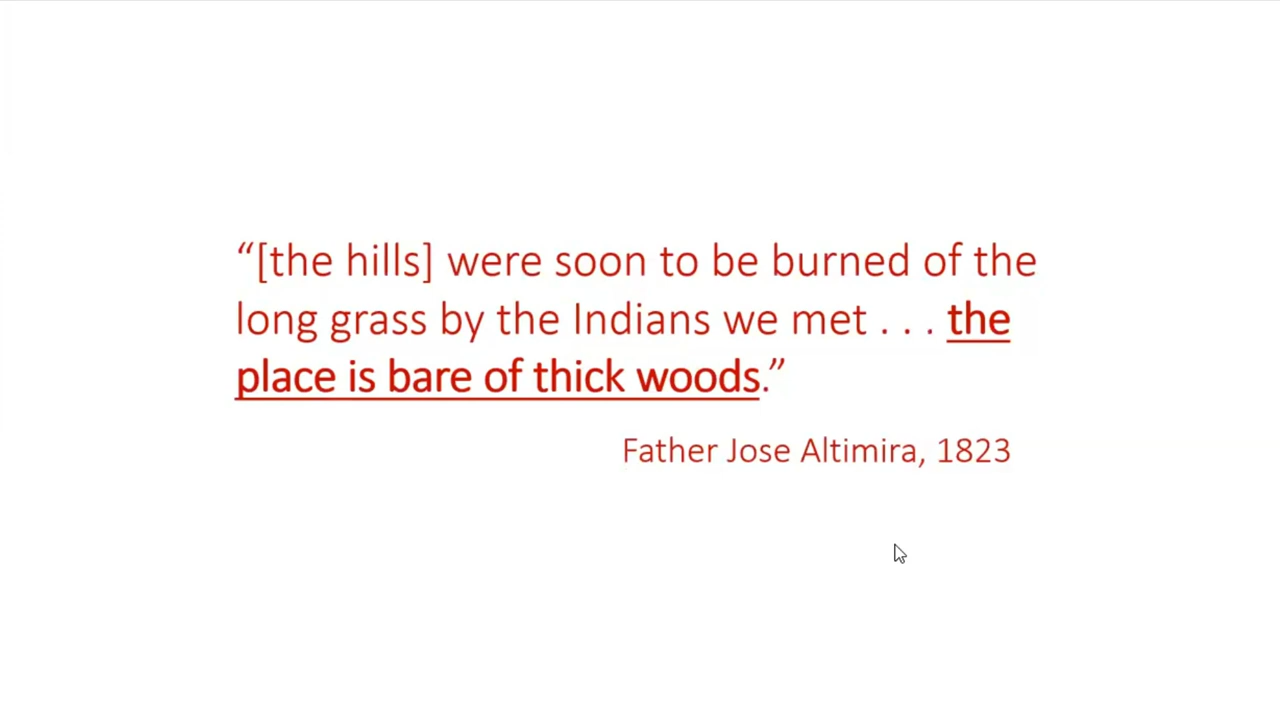 “[the hills] were soon to be burned of the
long grass by the Indians we met . . . the
place is bare of thick woods.”
Father Jose Altimira, 1823